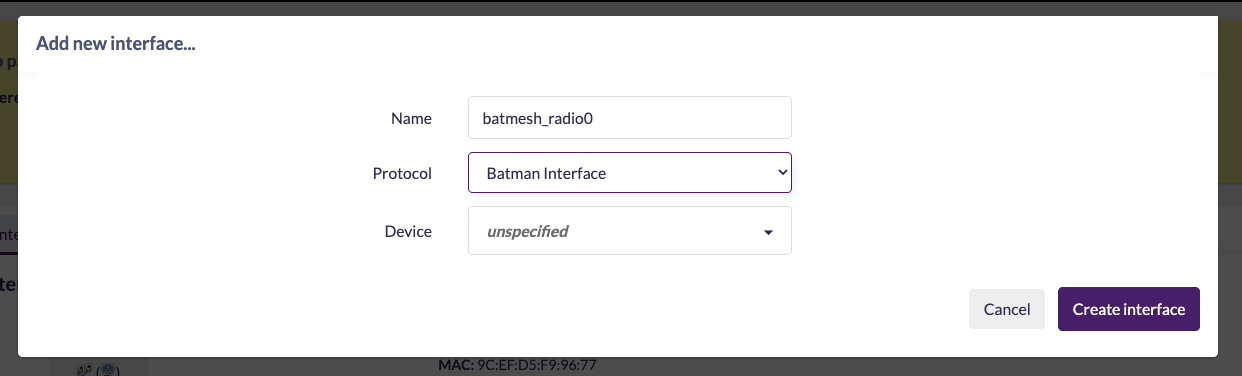 Add new interface...
Name
batmesh_radio0
Protocol
Batman Interface
Device
unspecified
Cancel
Create interface
MAC: 9C:EF:D5:F9:96:77